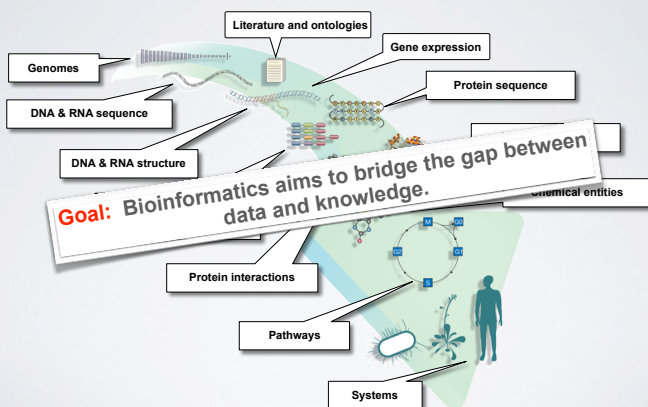 Literature and ontologies
Gene expression
Genomes
Protein sequence
DNA & RNA sequence
DNA & RNA structure
Goal: Bioinformatics aims to bridge the gap between
data and knowledge.
Chemical entities
Protein interactions
M
G2
G1
S
Pathways
Systems